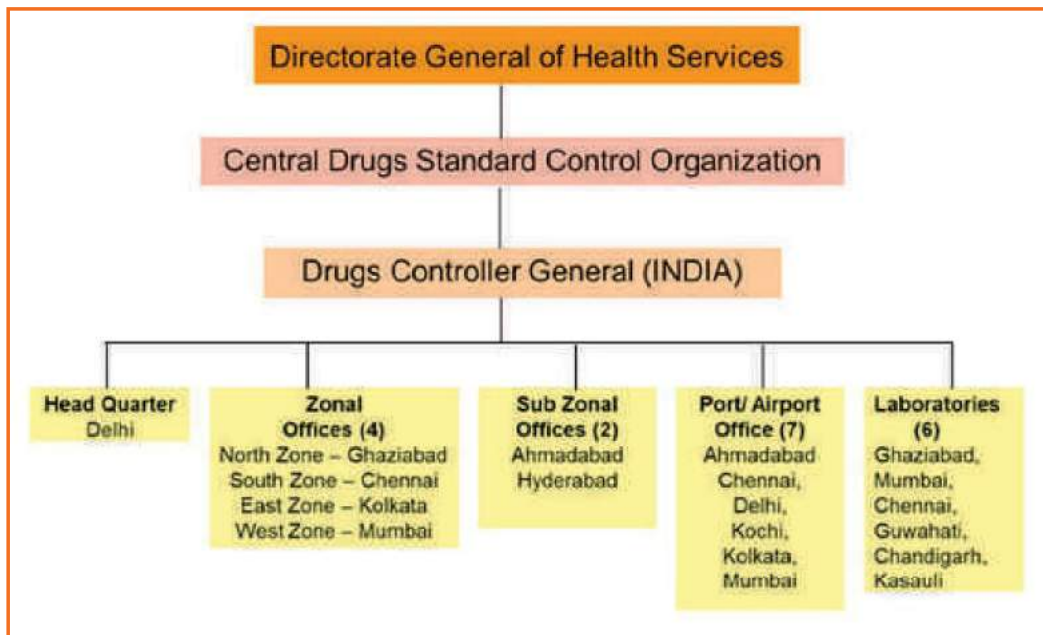 Directorate General of Health Services
Central Drugs Standard Control Organization
Drugs Controller General (INDIA)
Head Quarter
Delhi
Zonal
Offices (4)
North Zone – Ghaziabad
South Zone – Chennai
East Zone – Kolkata
West Zone – Mumbai
Sub Zonal
Offices (2)
Ahmadabad
Hyderabad
Port/ Airport
Office (7)
Ahmadabad
Chennai,
Delhi,
Kochi,
Kolkata,
Mumbai
Laboratories
(6)
Ghaziabad,
Mumbai,
Chennai,
Guwahati,
Chandigarh,
Kasauli